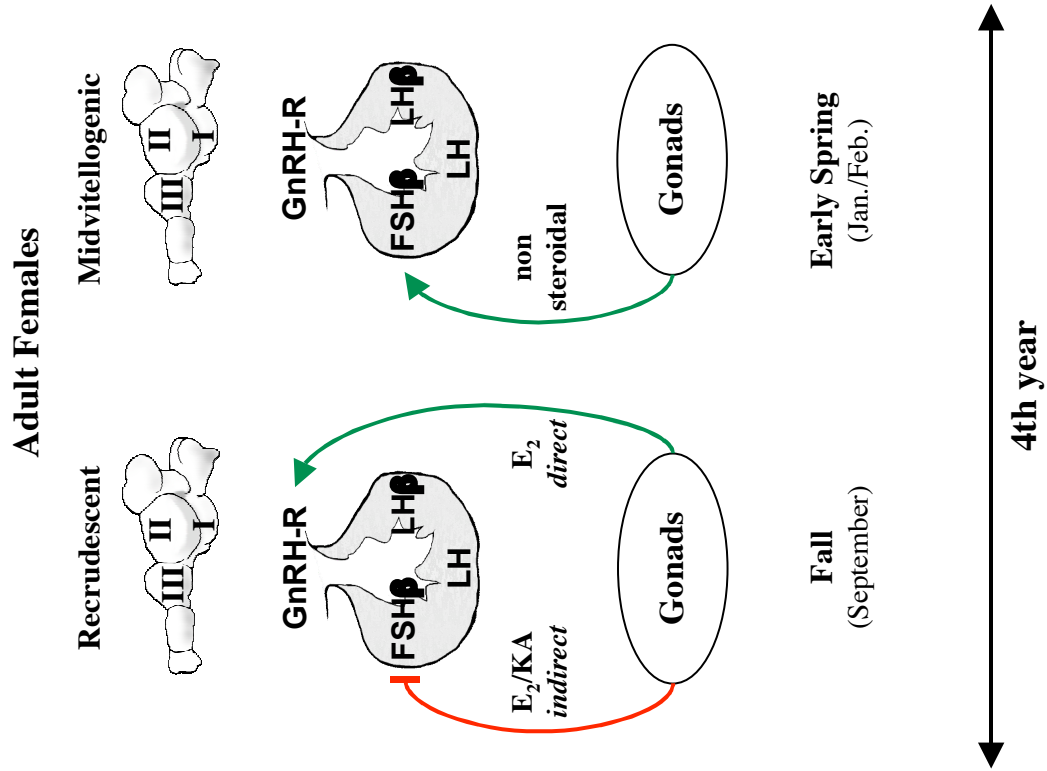 Adult Females
Recrudescent
III
II
I
GnRH-R
FSHβ
LHβ
LH
E₂/KA
indirect
E₂
direct
Gonads
Fall
(September)
Midvitellogenic
III
II
I
GnRH-R
FSHβ
LHβ
LH
non
steroidal
Gonads
Early Spring
(Jan./Feb.)
4th year